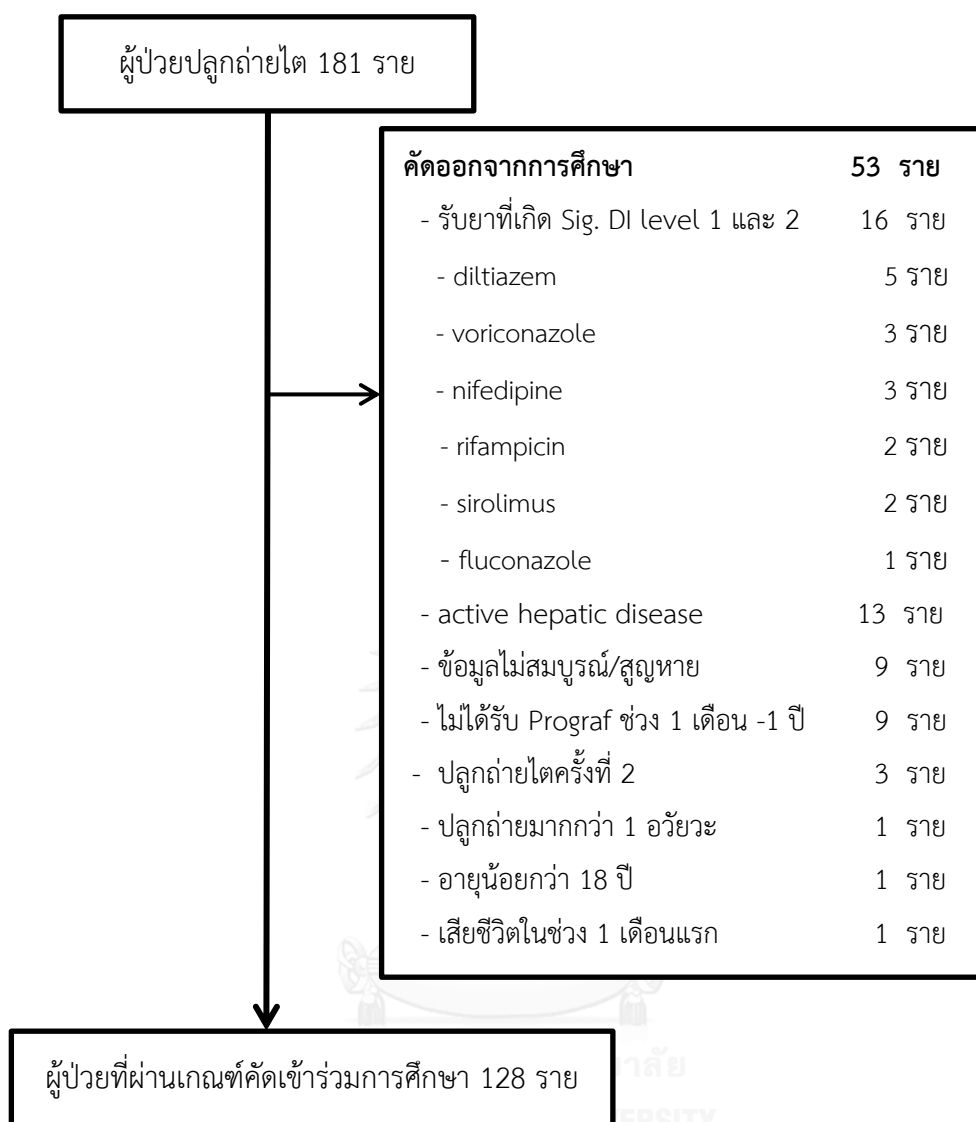 ผู้ป่วยปลูกถ่ายไต 181 ราย
คัดออกจากการศึกษา 53 ราย
- รับยาที่เกิด Sig. DI level 1 และ 2 16 ราย
- diltiazem 5 ราย
- voriconazole 3 ราย
- nifedipine 3 ราย
- rifampicin 2 ราย
- sirolimus 2 ราย
- fluconazole 1 ราย
- active hepatic disease 13 ราย
- ข้อมูลไม่สมบูรณ์/สูญหาย 9 ราย
- ไม่ได้รับ Prograf ช่วง 1 เดือน -1 ปี 9 ราย
- ปลูกถ่ายไตครั้งที่ 2 3 ราย
- ปลูกถ่ายมากกว่า 1 อวัยวะ 1 ราย
- อายุน้อยกว่า 18 ปี 1 ราย
- เสียชีวิตในช่วง 1 เดือนแรก 1 ราย
ผู้ป่วยที่ผ่านเกณฑ์คัดเข้าร่วมการศึกษา 128 ราย